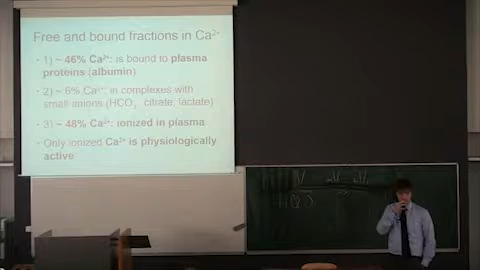 Free and bound fractions in Ca²⁺
1) ~ 46% Ca²⁺: is bound to plasma
proteins (albumin)
2) ~ 6% Ca²⁺: in complexes with
small anions (HCO₃⁻, citrate, lactate)
3) ~ 48% Ca²⁺: ionized in plasma
Only ionized Ca²⁺ is physiologically
active